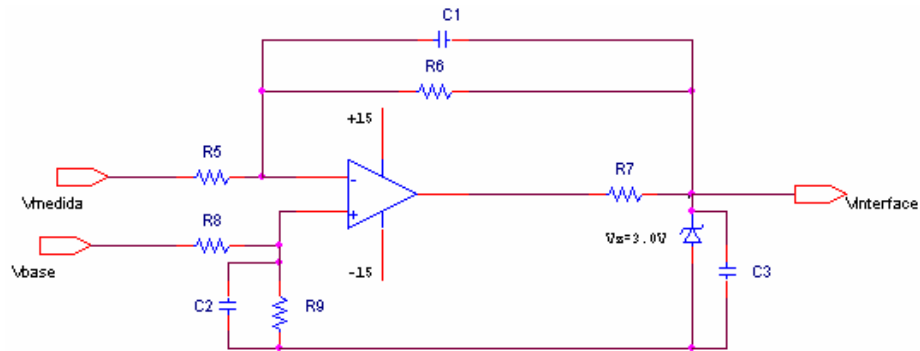 C1
R6
+15
R5
R7
Vmedida
VInterface
R8
Vz=3.0V
Vbase
-15
C3
C2
R9